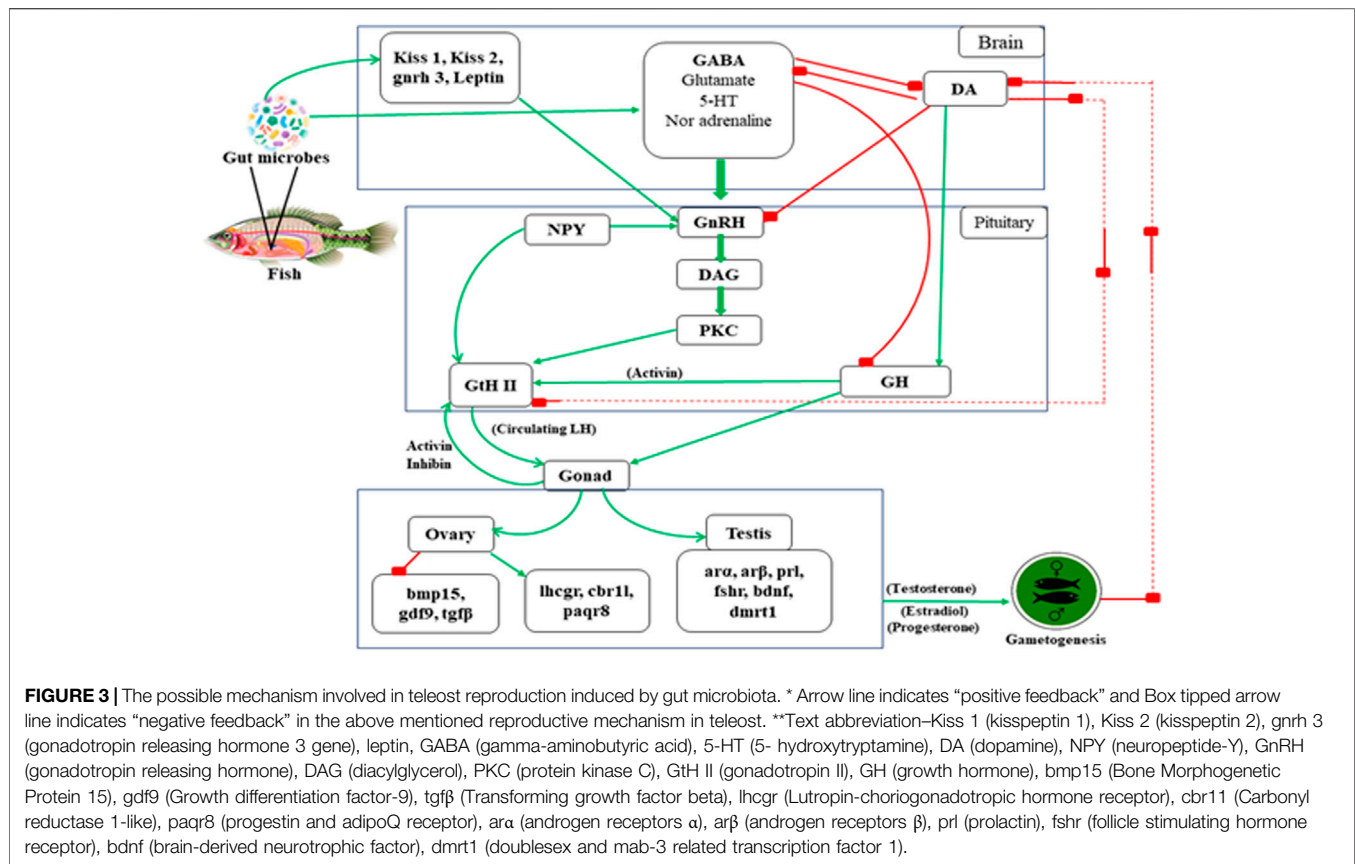 Brain
Kiss 1, Kiss 2,
gnrh 3, Leptin
GABA
Glutamate
5-HT
Nor adrenaline
DA
Gut microbes
Fish
Pituitary
NPY
GnRH
DAG
PKC
GtH II
(Activin)
GH
(Circulating LH)
Activin
Inhibin
Gonad
Ovary
Testis
bmp15,
gdf9, tgfβ
lhcgr, cbr1l,
paqr8
arα, arβ, prl,
fshr, bdnf,
dmrt1
(Testosterone)
(Estradiol)
(Progesterone)
♀
♂
Gametogenesis
FIGURE 3 | The possible mechanism involved in teleost reproduction induced by gut microbiota. * Arrow line indicates “positive feedback” and Box tipped arrow
line indicates “negative feedback” in the above mentioned reproductive mechanism in teleost. **Text abbreviation–Kiss 1 (kisspeptin 1), Kiss 2 (kisspeptin 2), gnrh 3
(gonadotropin releasing hormone 3 gene), leptin, GABA (gamma-aminobutyric acid), 5-HT (5- hydroxytryptamine), DA (dopamine), NPY (neuropeptide-Y), GnRH
(gonadotropin releasing hormone), DAG (diacylglycerol), PKC (protein kinase C), GtH II (gonadotropin II), GH (growth hormone), bmp15 (Bone Morphogenetic
Protein 15), gdf9 (Growth differentiation factor-9), tgfβ (Transforming growth factor beta), lhcgr (Lutropin-choriogonadotropic hormone receptor), cbr11 (Carbonyl
reductase 1-like), paqr8 (progestin and adipoQ receptor), arα (androgen receptors α), arβ (androgen receptors β), prl (prolactin), fshr (follicle stimulating hormone
receptor), bdnf (brain-derived neurotrophic factor), dmrt1 (doublesex and mab-3 related transcription factor 1).